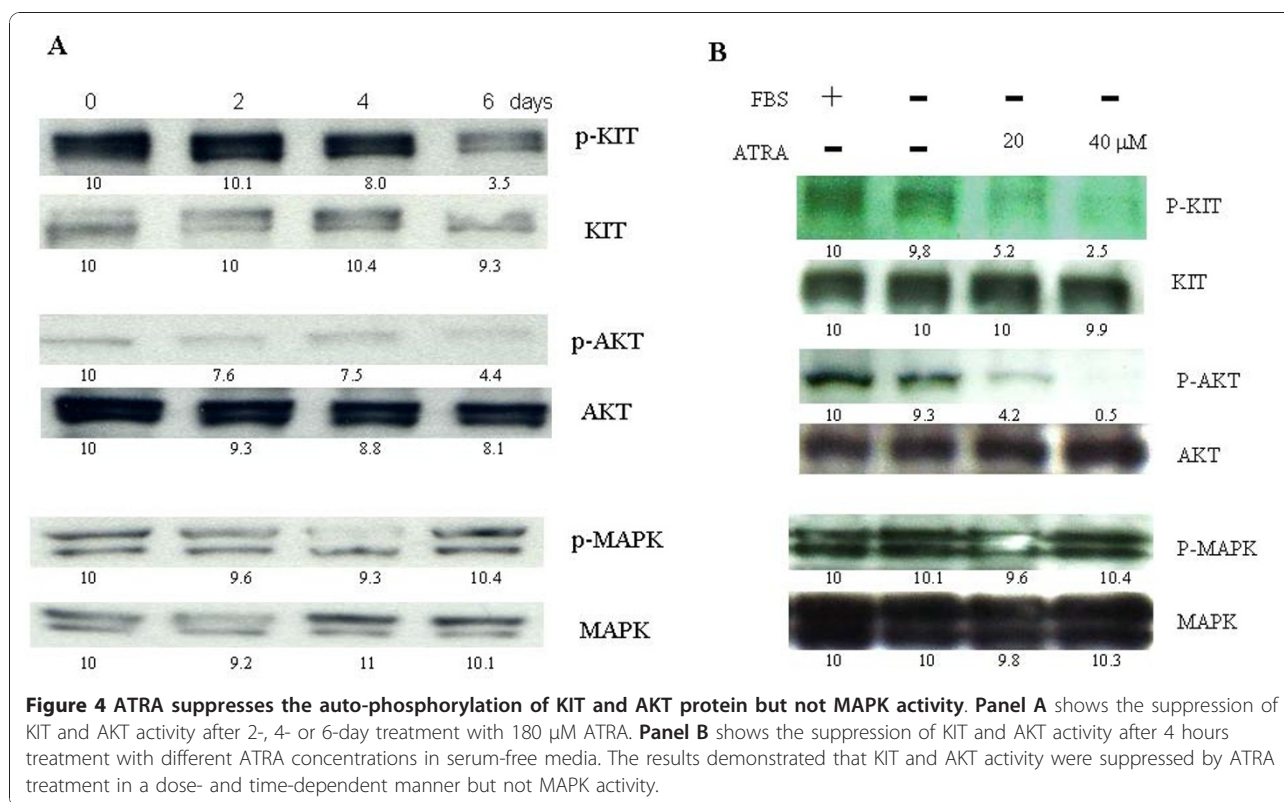 A
0 2 4 6 days
p-KIT
10 10.1 8.0 3.5
KIT
10 10 10.4 9.3
p-AKT
10 7.6 7.5 4.4
AKT
10 9.3 8.8 8.1
p-MAPK
10 9.6 9.3 10.4
MAPK
10 9.2 11 10.1
B
FBS + - - -
ATRA - - 20 40 µM
P-KIT
10 9,8 5.2 2.5
KIT
10 10 10 9.9
P-AKT
10 9.3 4.2 0.5
AKT
P-MAPK
10 10.1 9.6 10.4
MAPK
10 10 9.8 10.3
Figure 4 ATRA suppresses the auto-phosphorylation of KIT and AKT protein but not MAPK activity. Panel A shows the suppression of
KIT and AKT activity after 2-, 4- or 6-day treatment with 180 μM ATRA. Panel B shows the suppression of KIT and AKT activity after 4 hours
treatment with different ATRA concentrations in serum-free media. The results demonstrated that KIT and AKT activity were suppressed by ATRA
treatment in a dose- and time-dependent manner but not MAPK activity.